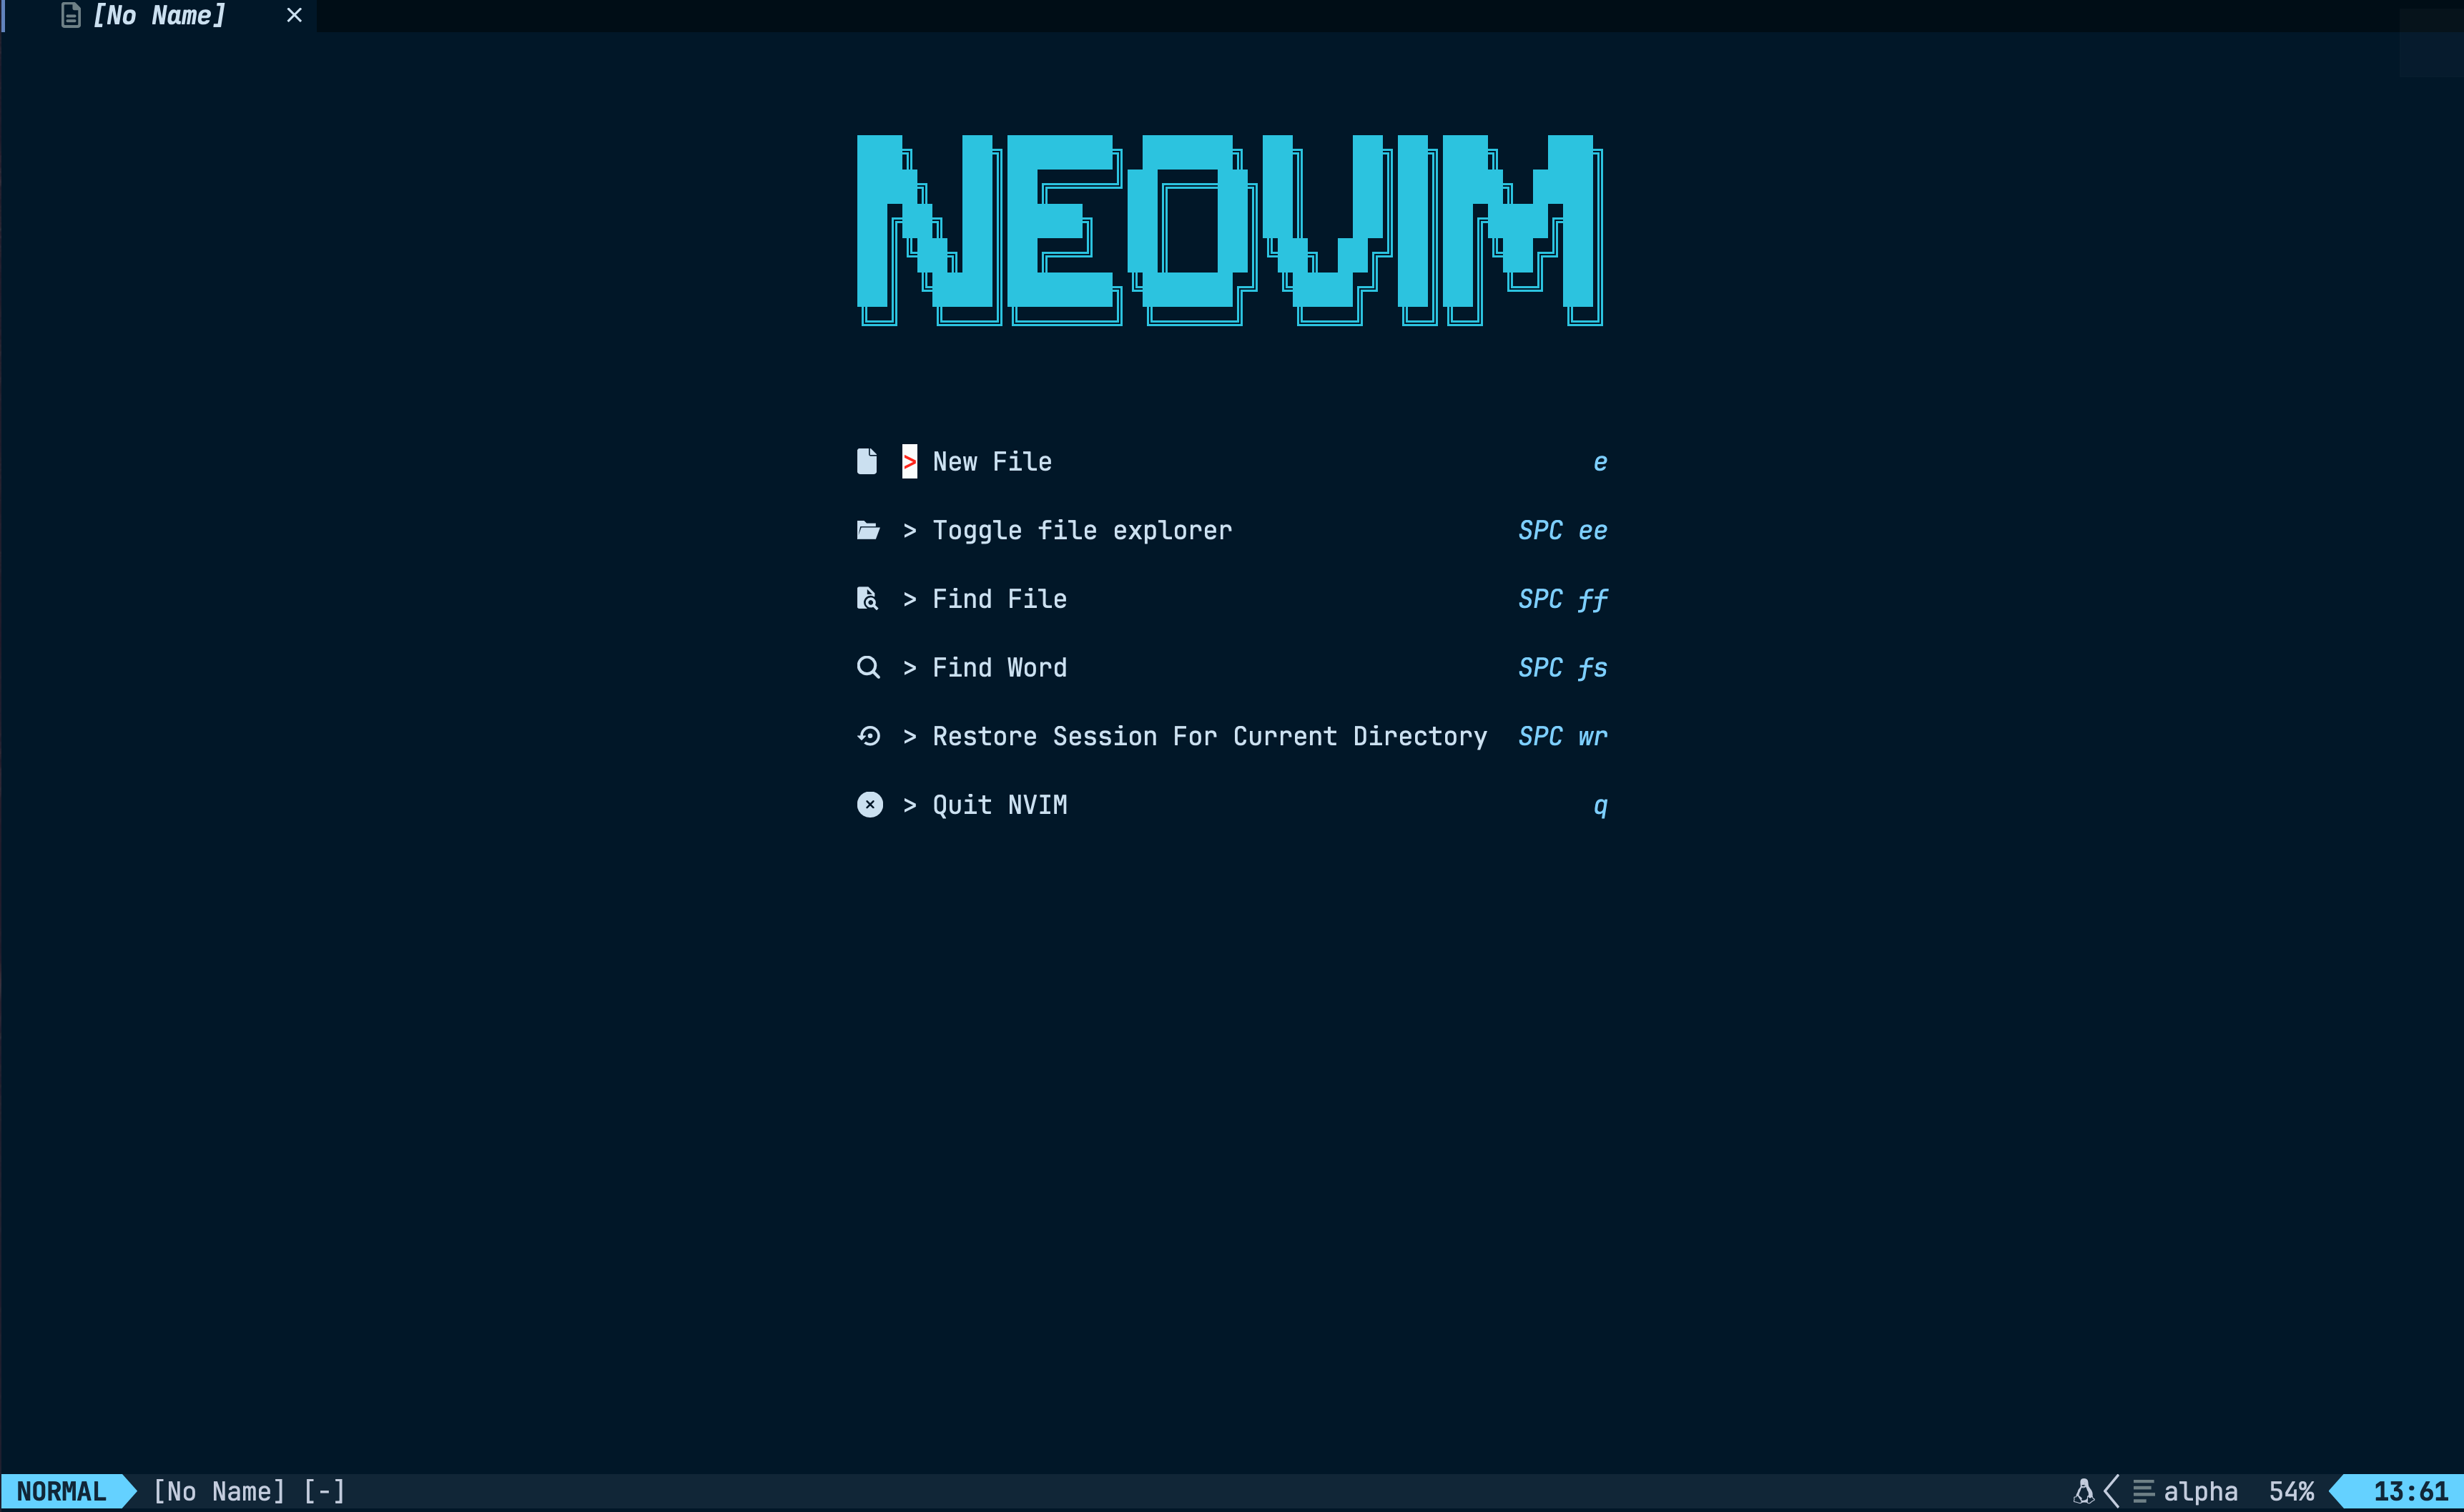 [No Name] ×
NEOVIM
> New File e
> Toggle file explorer SPC ee
> Find File SPC ff
> Find Word SPC fs
> Restore Session For Current Directory SPC wr
> Quit NVIM q
NORMAL [No Name] [-] alpha 54% 13:61